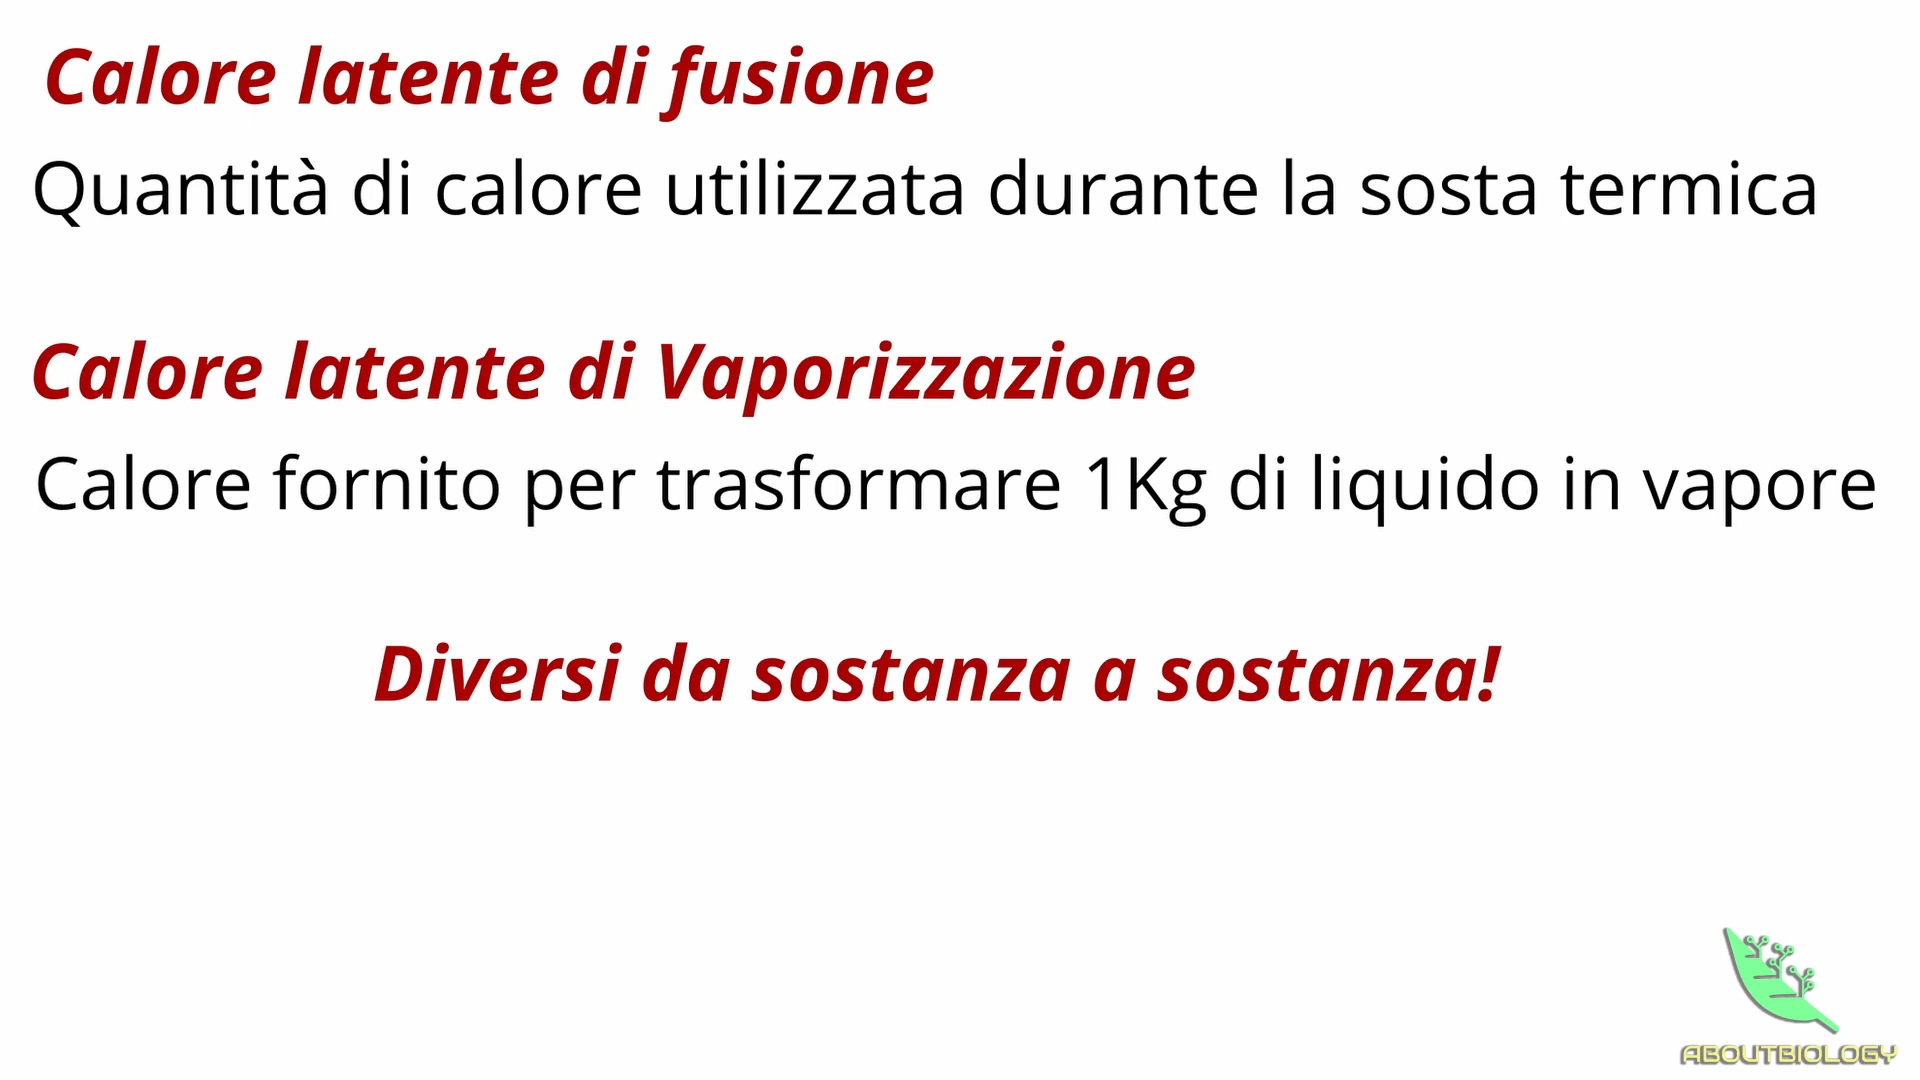 Calore latente di fusione
Quantità di calore utilizzata durante la sosta termica
Calore latente di Vaporizzazione
Calore fornito per trasformare 1Kg di liquido in vapore
Diversi da sostanza a sostanza!
ABOUTBIOLOGY